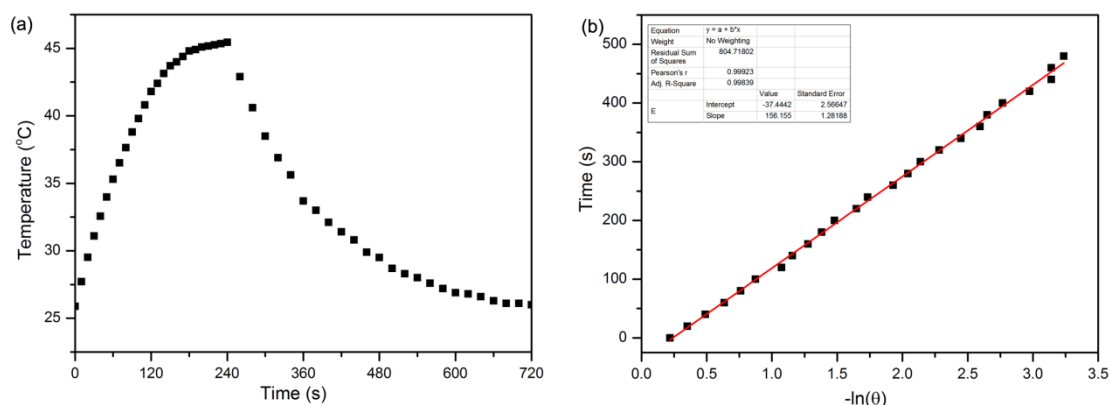 (a)
45
40
35
30
25
Temperature (°C)
0 120 240 360 480 600 720
Time (s)
(b)
Equation y = a + b*x
Weight No Weighting
Residual Sum of Squares 804.71802
Pearson's r 0.99923
Adj. R-Square 0.99839
Value Standard Error
E Intercept -37.4442 2.56647
Slope 156.155 1.28188
500
400
300
200
100
0
Time (s)
0.0 0.5 1.0 1.5 2.0 2.5 3.0 3.5
-ln(θ)